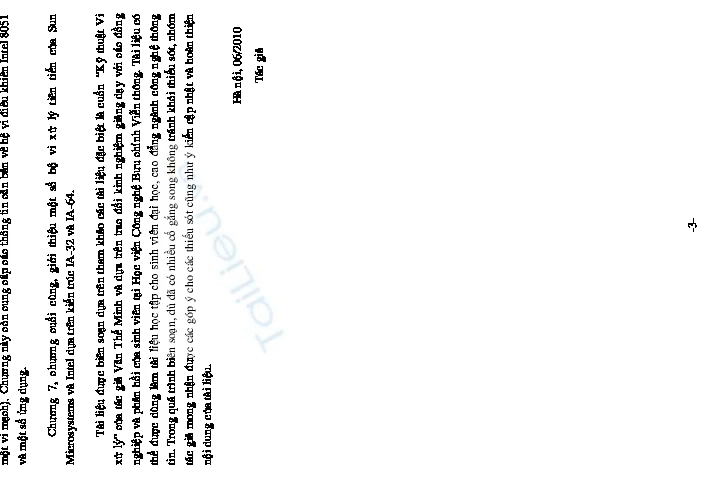 một vi mạch). Chương này còn cung cấp các thông tin căn bản về hệ vi điều khiển Intel 8051
và một số ứng dụng.
Chương 7, chương cuối cùng, giới thiệu một số bộ vi xử lý tiên tiến của Sun
Microsystems và Intel dựa trên kiến trúc IA-32 và IA-64.
Tài liệu được biên soạn dựa trên tham khảo các tài liệu đặc biệt là cuốn "Kỹ thuật Vi
xử lý" của tác giả Văn Thế Minh và dựa trên trao đổi kinh nghiệm giảng dạy với các đồng
nghiệp và phản hồi của sinh viên tại Học viện Công nghệ Bưu chính Viễn thông. Tài liệu có
thể được dùng làm tài liệu học tập cho sinh viên đại học, cao đẳng ngành công nghệ thông
tin. Trong quá trình biên soạn, dù đã có nhiều cố gắng song không tránh khỏi thiếu sót, nhóm
tác giả mong nhận được các góp ý cho các thiếu sót cũng như ý kiến cập nhật và hoàn thiện
nội dung của tài liệu.
Hà nội, 06/2010
Tác giả
TaiLieu.v
-3-